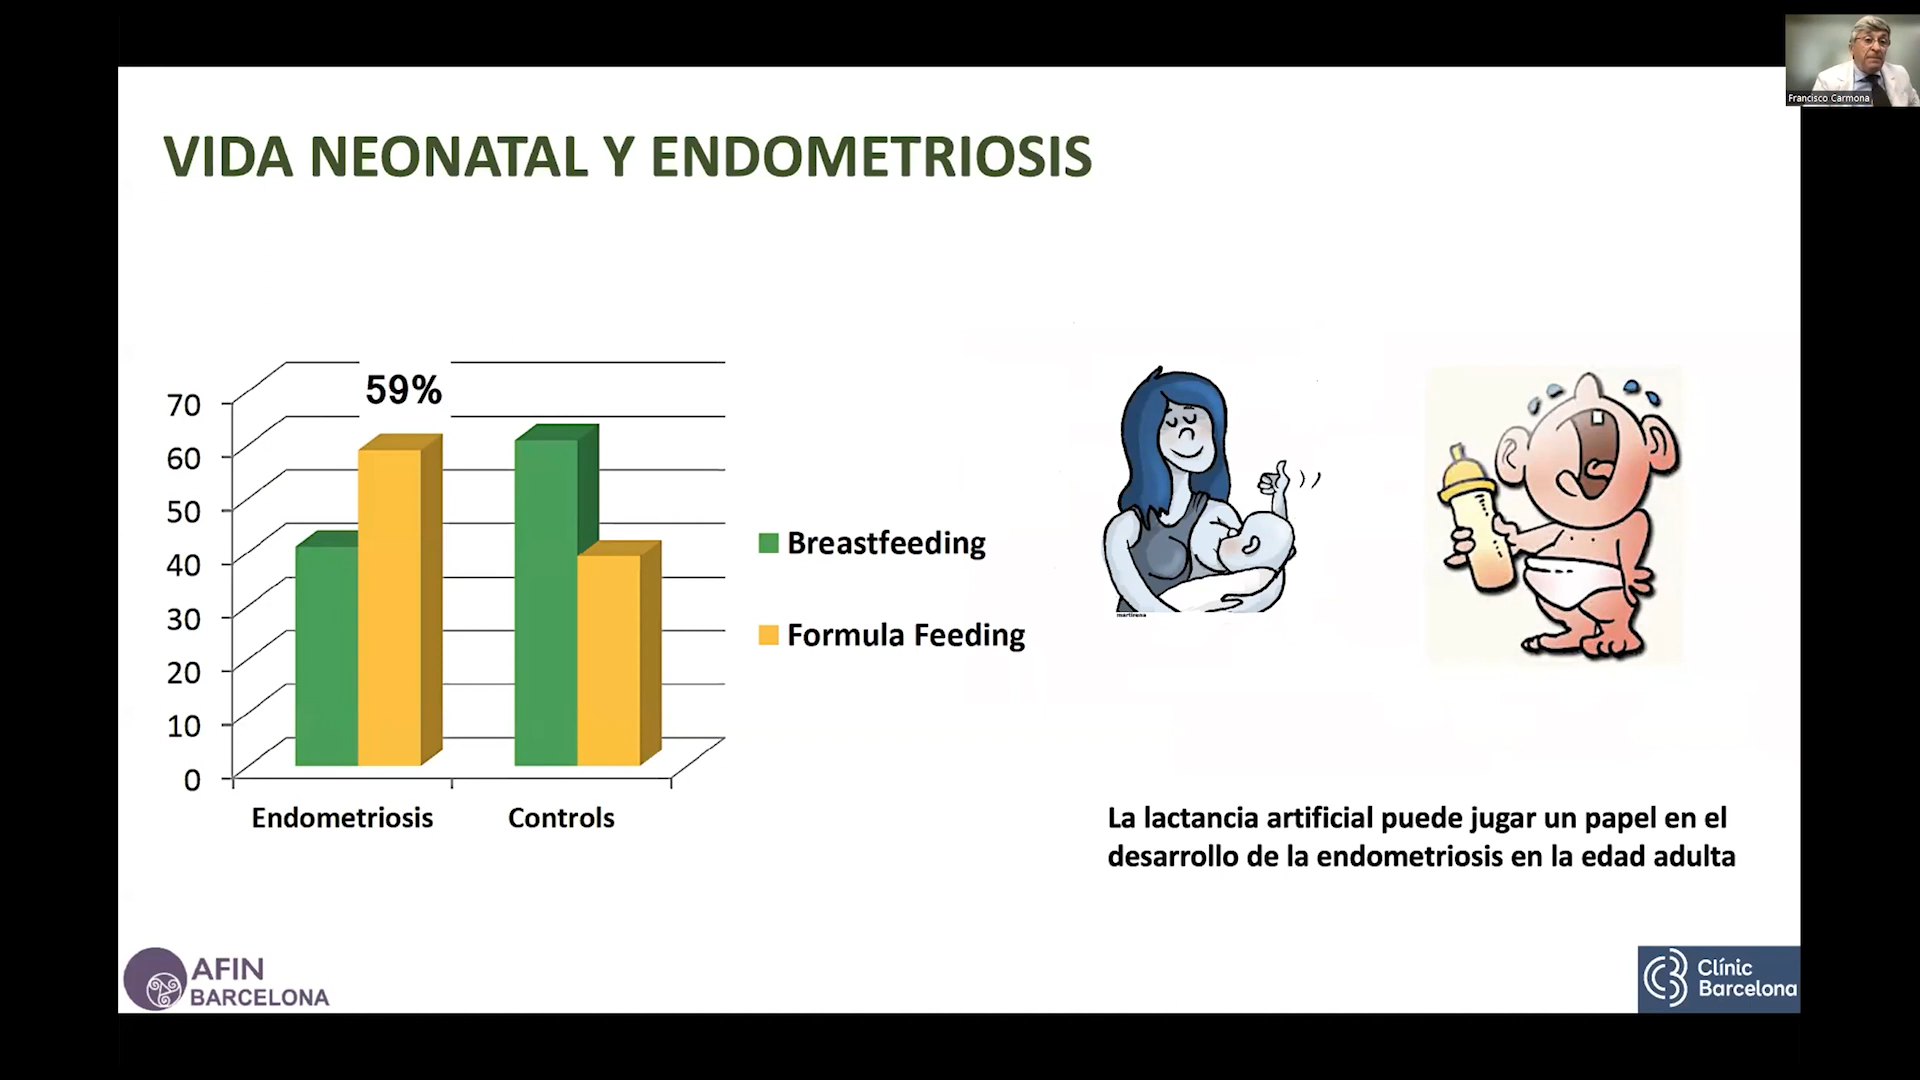 Francisco Carmona
VIDA NEONATAL Y ENDOMETRIOSIS
59%
70
60
50
40
30
20
10
0
Endometriosis
Controls
Breastfeeding
Formula Feeding
martirena
La lactancia artificial puede jugar un papel en el
desarrollo de la endometriosis en la edad adulta
AFIN
BARCELONA
Clínic
Barcelona